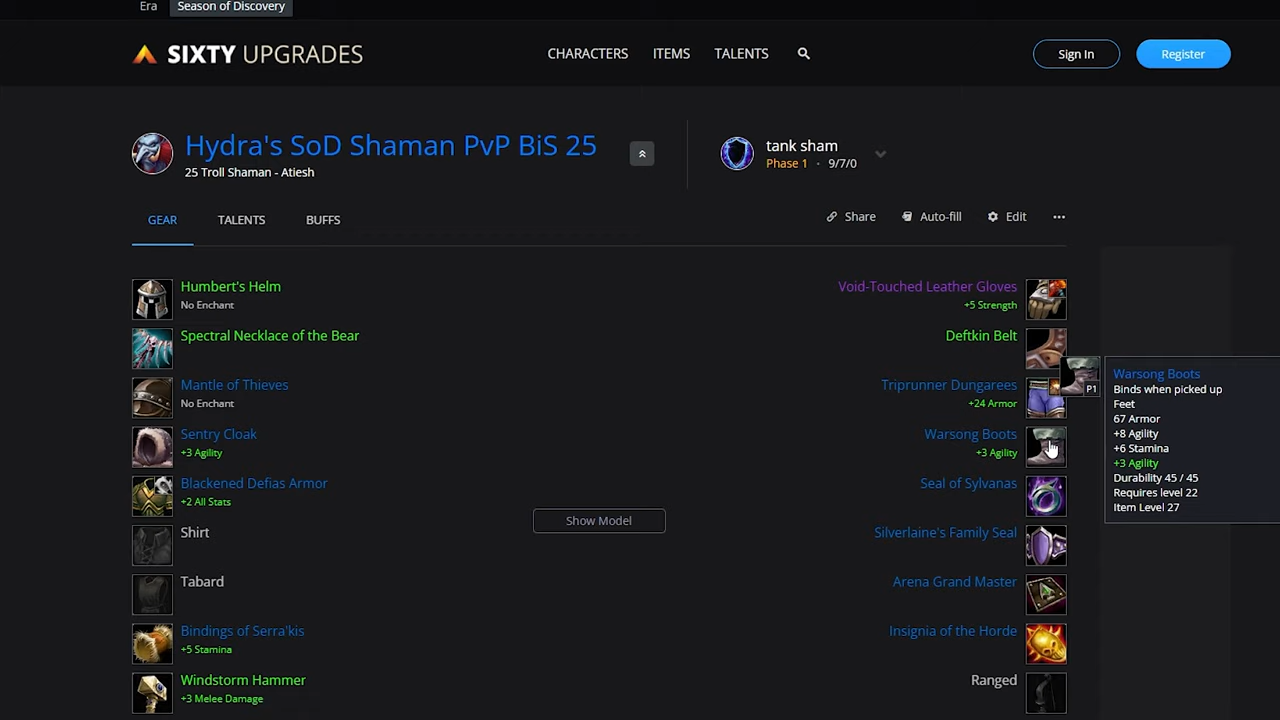 Era
Season of Discovery
SIXTY UPGRADES
CHARACTERS
ITEMS
TALENTS
Sign In
Register
Hydra's SoD Shaman PvP BiS 25
25 Troll Shaman - Atiesh
tank sham
Phase 1 · 9/7/0
GEAR
TALENTS
BUFFS
Share
Auto-fill
Edit
Humbert's Helm
No Enchant
Spectral Necklace of the Bear
Mantle of Thieves
No Enchant
Sentry Cloak
+3 Agility
Blackened Defias Armor
+2 All Stats
Shirt
Tabard
Bindings of Serra'kis
+5 Stamina
Windstorm Hammer
+3 Melee Damage
Show Model
Void-Touched Leather Gloves
+5 Strength
Deftkin Belt
Triprunner Dungarees
+24 Armor
Warsong Boots
+3 Agility
Seal of Sylvanas
Silverlaine's Family Seal
Arena Grand Master
Insignia of the Horde
Ranged
P1
Warsong Boots
Binds when picked up
Feet
67 Armor
+8 Agility
+6 Stamina
+3 Agility
Durability 45 / 45
Requires level 22
Item Level 27